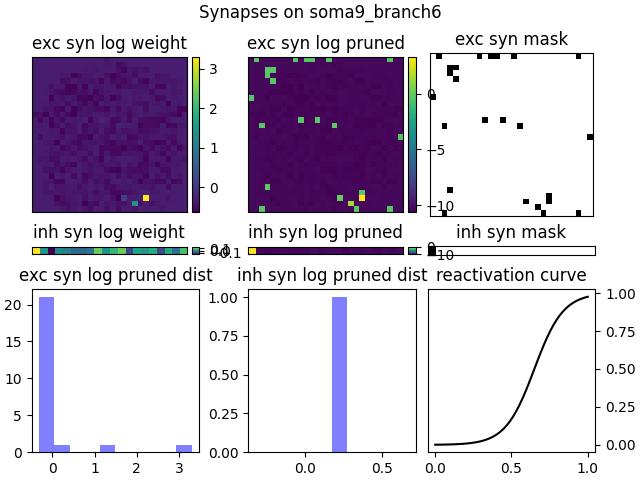 Synapses on soma9_branch6
exc syn log weight
exc syn log pruned
exc syn mask
3
2
1
0
0
−5
−10
inh syn log weight
inh syn log pruned
inh syn mask
0.1
−0.1
0
−10
exc syn log pruned dist
inh syn log pruned dist
reactivation curve
20
15
10
5
0
0 1 2 3
1.00
0.75
0.50
0.25
0.00
0.0 0.5
1.00
0.75
0.50
0.25
0.00
0.0 0.5 1.0